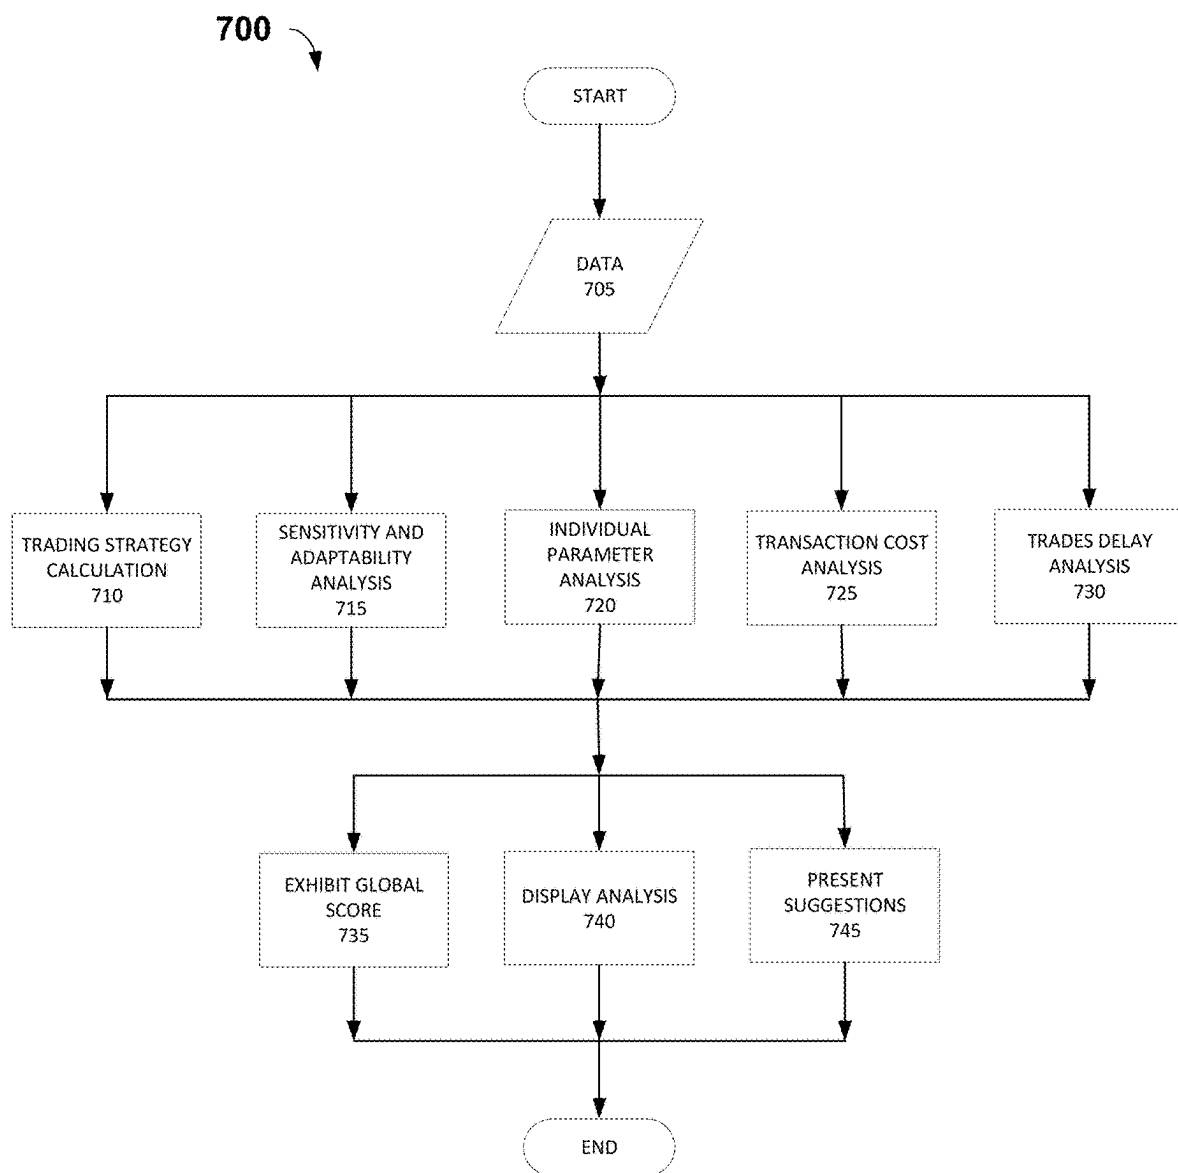 700
START
DATA
705
TRADING STRATEGY
CALCULATION
710
SENSITIVITY AND
ADAPTABILITY
ANALYSIS
715
INDIVIDUAL
PARAMETER
ANALYSIS
720
TRANSACTION COST
ANALYSIS
725
TRADES DELAY
ANALYSIS
730
EXHIBIT GLOBAL
SCORE
735
DISPLAY ANALYSIS
740
PRESENT
SUGGESTIONS
745
END